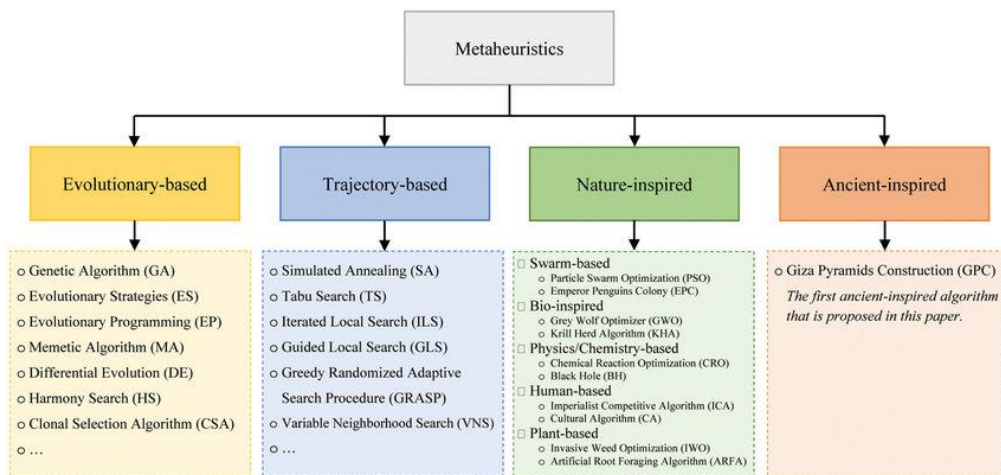 Metaheuristics
Evolutionary-based
Trajectory-based
Nature-inspired
Ancient-inspired
Genetic Algorithm (GA)
Evolutionary Strategies (ES)
Evolutionary Programming (EP)
Memetic Algorithm (MA)
Differential Evolution (DE)
Harmony Search (HS)
Clonal Selection Algorithm (CSA)
…
Simulated Annealing (SA)
Tabu Search (TS)
Iterated Local Search (ILS)
Guided Local Search (GLS)
Greedy Randomized Adaptive
Search Procedure (GRASP)
Variable Neighborhood Search (VNS)
…
Swarm-based
Particle Swarm Optimization (PSO)
Emperor Penguins Colony (EPC)
Bio-inspired
Grey Wolf Optimizer (GWO)
Krill Herd Algorithm (KHA)
Physics/Chemistry-based
Chemical Reaction Optimization (CRO)
Black Hole (BH)
Human-based
Imperialist Competitive Algorithm (ICA)
Cultural Algorithm (CA)
Plant-based
Invasive Weed Optimization (IWO)
Artificial Root Foraging Algorithm (ARFA)
Giza Pyramids Construction (GPC)
The first ancient-inspired algorithm
that is proposed in this paper.